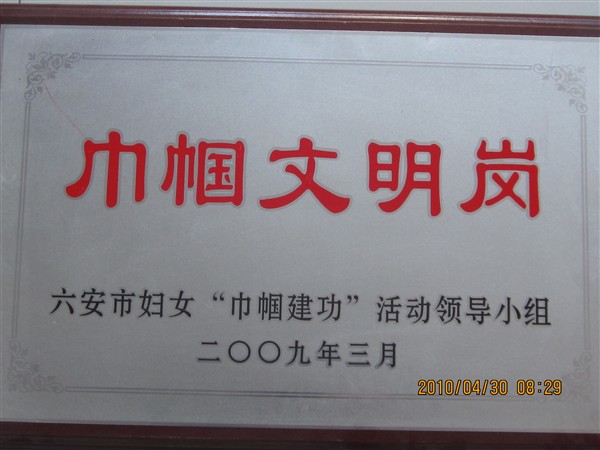 巾帼文明岗
六安市妇女“巾帼建功”活动领导小组
二〇〇九年三月
2010/04/30 08:29